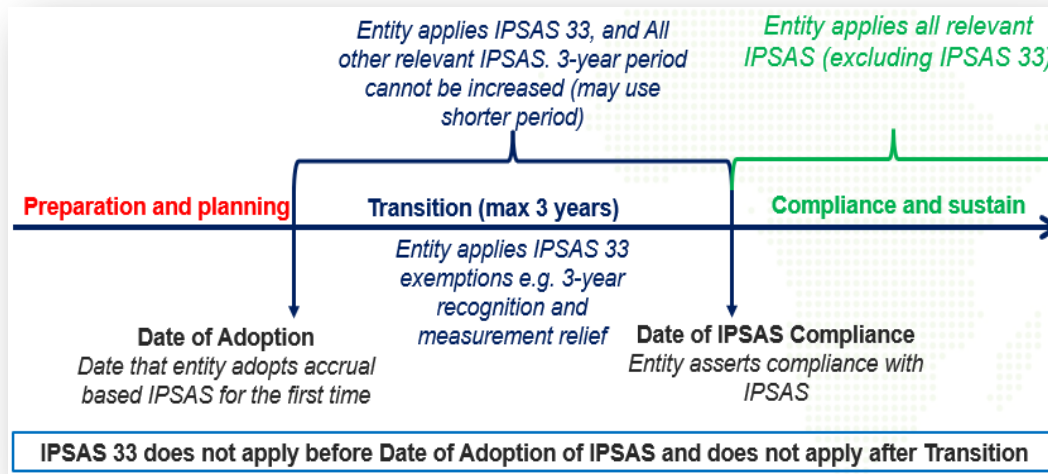 Entity applies IPSAS 33, and All
other relevant IPSAS. 3-year period
cannot be increased (may use
shorter period)
Entity applies all relevant
IPSAS (excluding IPSAS 33)
Preparation and planning
Transition (max 3 years)
Compliance and sustain
Entity applies IPSAS 33
exemptions e.g. 3-year
recognition and
measurement relief
Date of Adoption
Date that entity adopts accrual
based IPSAS for the first time
Date of IPSAS Compliance
Entity asserts compliance with
IPSAS
IPSAS 33 does not apply before Date of Adoption of IPSAS and does not apply after Transition